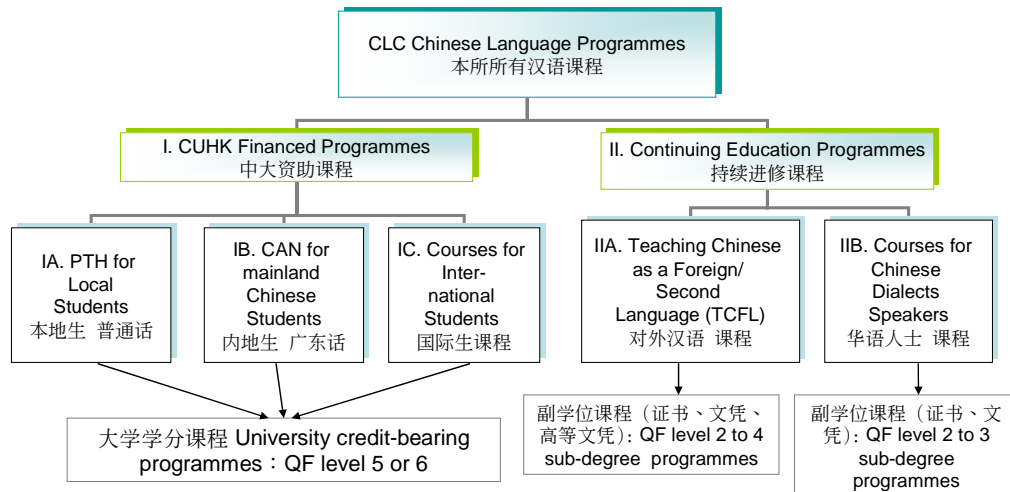 CLC Chinese Language Programmes
本所所有汉语课程
I. CUHK Financed Programmes
中大资助课程
II. Continuing Education Programmes
持续进修课程
IA. PTH for
Local
Students
本地生 普通话
IB. CAN for
mainland
Chinese
Students
内地生 广东话
IC. Courses for
Inter-
national
Students
国际生课程
IIA. Teaching Chinese
as a Foreign/
Second
Language (TCFL)
对外汉语 课程
IIB. Courses for
Chinese
Dialects
Speakers
华语人士 课程
大学学分课程 University credit-bearing
programmes：QF level 5 or 6
副学位课程（证书、文凭、
高等文凭）: QF level 2 to 4
sub-degree programmes
副学位课程（证书、文
凭）: QF level 2 to 3
sub-degree
programmes